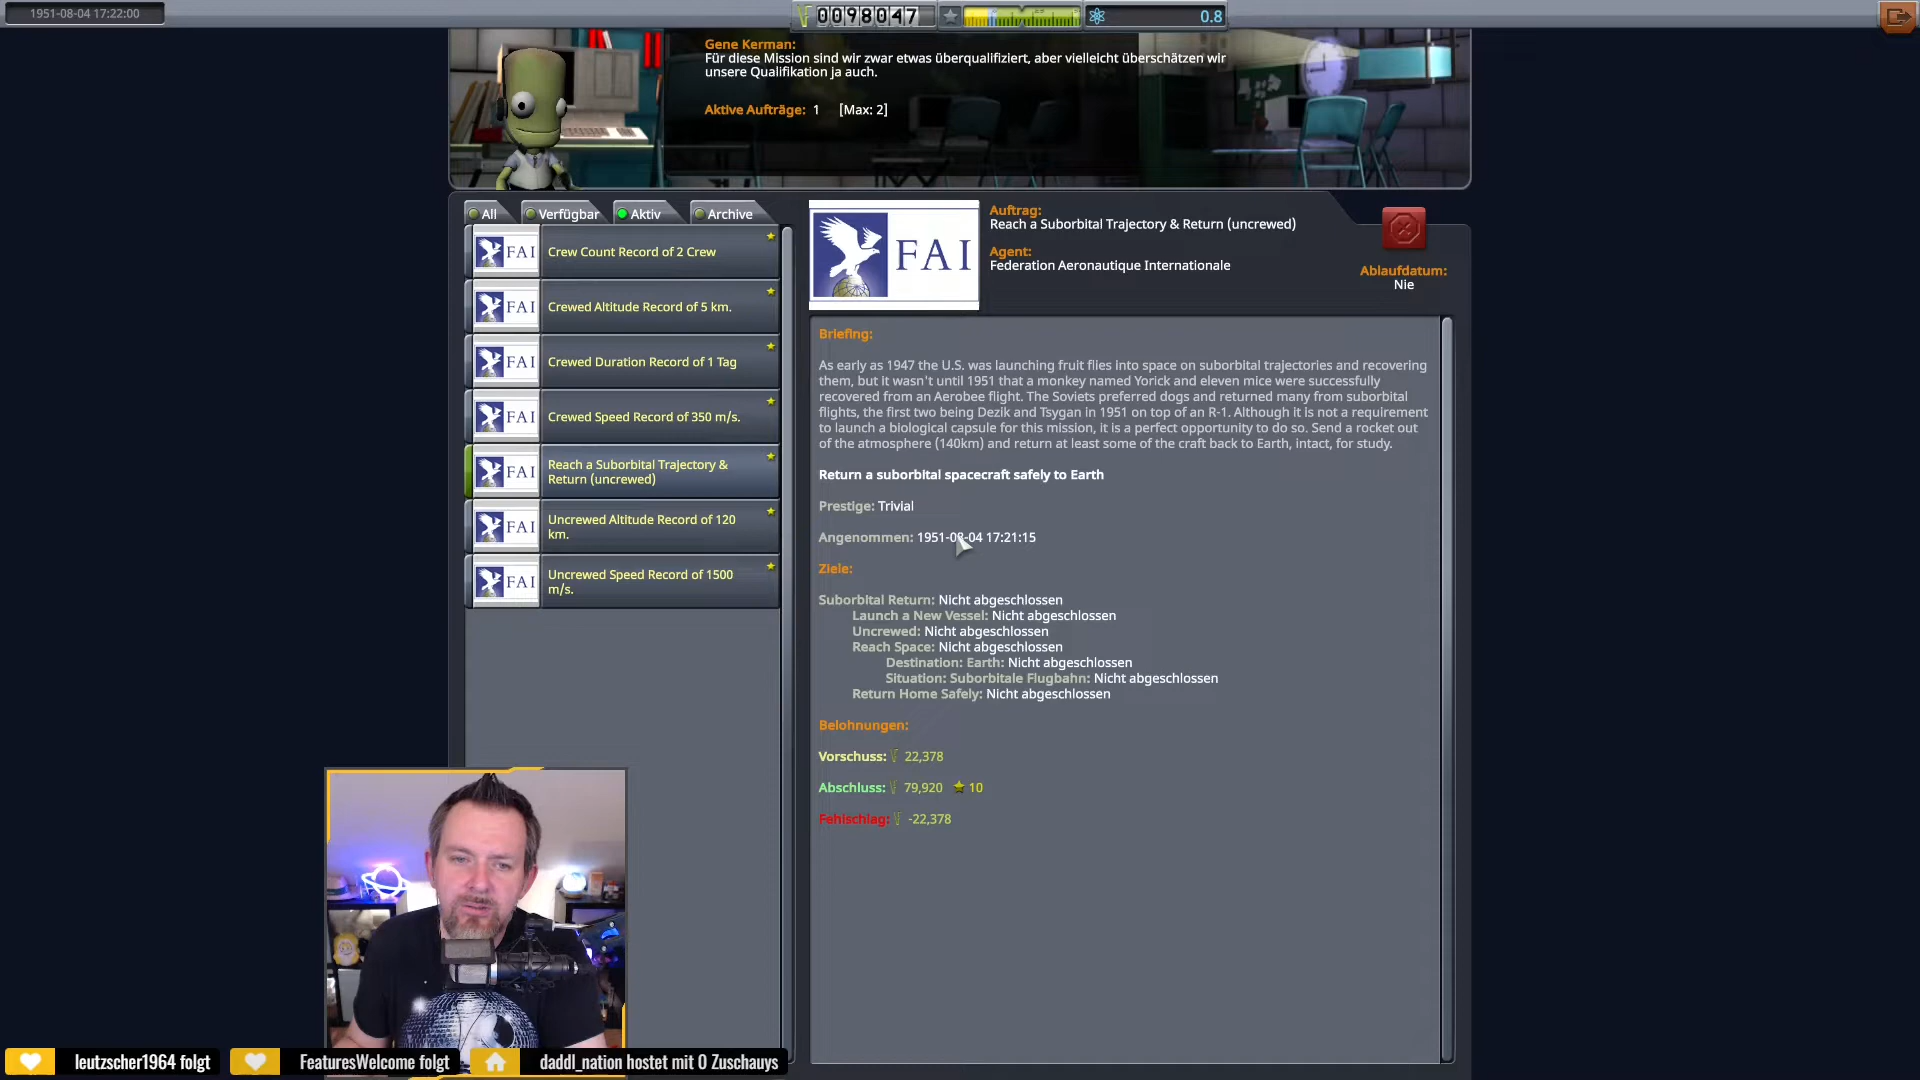 1951-08-04 17:22:00
0098047
0.8
Gene Kerman:
Für diese Mission sind wir zwar etwas überqualifiziert, aber vielleicht überschätzen wir
unsere Qualifikation ja auch.
Aktive Aufträge: 1 [Max: 2]
All
Verfügbar
Aktiv
Archive
FAI Crew Count Record of 2 Crew
FAI Crewed Altitude Record of 5 km.
FAI Crewed Duration Record of 1 Tag
FAI Crewed Speed Record of 350 m/s.
FAI Reach a Suborbital Trajectory &
Return (uncrewed)
FAI Uncrewed Altitude Record of 120
km.
FAI Uncrewed Speed Record of 1500
m/s.
FAI
Auftrag:
Reach a Suborbital Trajectory & Return (uncrewed)
Agent:
Federation Aeronautique Internationale
Ablaufdatum:
Nie
Briefing:
As early as 1947 the U.S. was launching fruit flies into space on suborbital trajectories and recovering
them, but it wasn't until 1951 that a monkey named Yorick and eleven mice were successfully
recovered from an Aerobee flight. The Soviets preferred dogs and returned many from suborbital
flights, the first two being Dezik and Tsygan in 1951 on top of an R-1. Although it is not a requirement
to launch a biological capsule for this mission, it is a perfect opportunity to do so. Send a rocket out
of the atmosphere (140km) and return at least some of the craft back to Earth, intact, for study.
Return a suborbital spacecraft safely to Earth
Prestige: Trivial
Angenommen: 1951-08-04 17:21:15
Ziele:
Suborbital Return: Nicht abgeschlossen
Launch a New Vessel: Nicht abgeschlossen
Uncrewed: Nicht abgeschlossen
Reach Space: Nicht abgeschlossen
Destination: Earth: Nicht abgeschlossen
Situation: Suborbitale Flugbahn: Nicht abgeschlossen
Return Home Safely: Nicht abgeschlossen
Belohnungen:
Vorschuss: 22,378
Abschluss: 79,920 10
Fehlschlag: -22,378
leutzscher1964 folgt
FeaturesWelcome folgt
daddl_nation hostet mit 0 Zuschauys